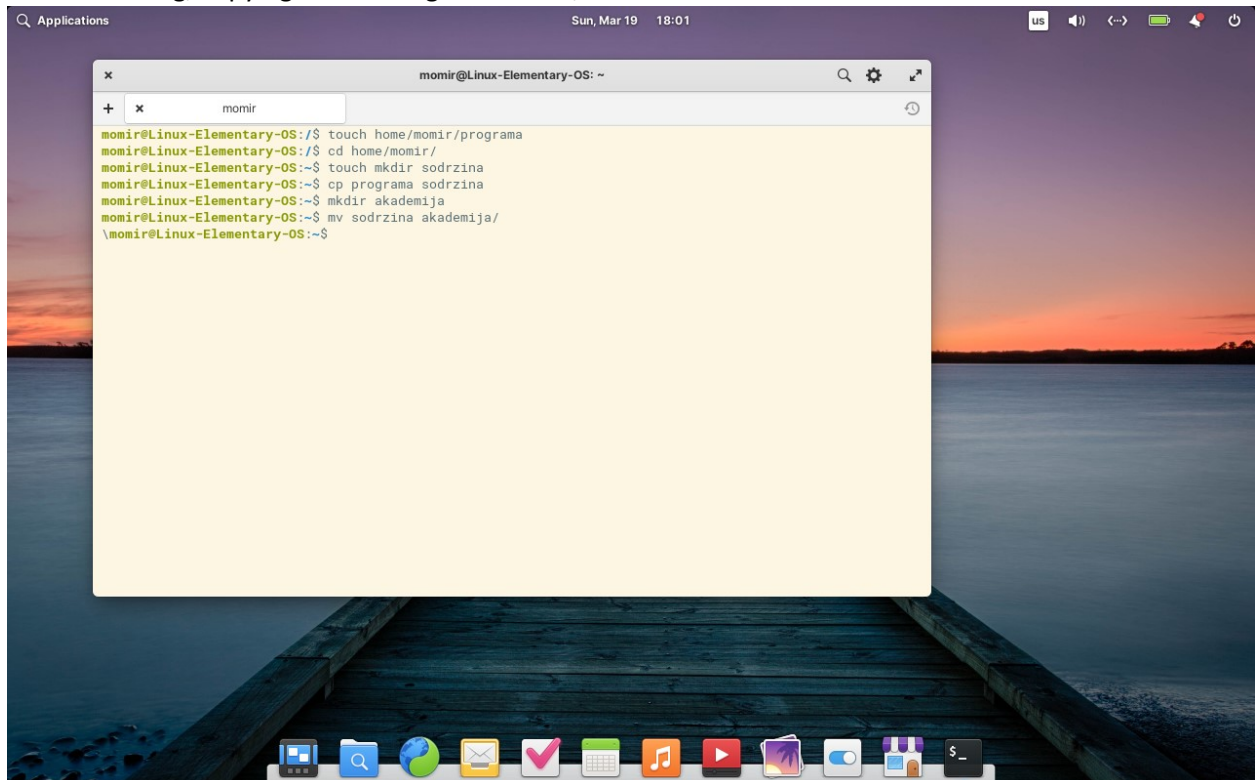 Applications
Sun, Mar 19 18:01
us
momir@Linux-Elementary-OS: ~
momir
momir@Linux-Elementary-OS:/$ touch home/momir/programa
momir@Linux-Elementary-OS:/$ cd home/momir/
momir@Linux-Elementary-OS:~$ touch mkdir sodrzina
momir@Linux-Elementary-OS:~$ cp programa sodrzina
momir@Linux-Elementary-OS:~$ mkdir akademija
momir@Linux-Elementary-OS:~$ mv sodrzina akademija/
\momir@Linux-Elementary-OS:~$
$_